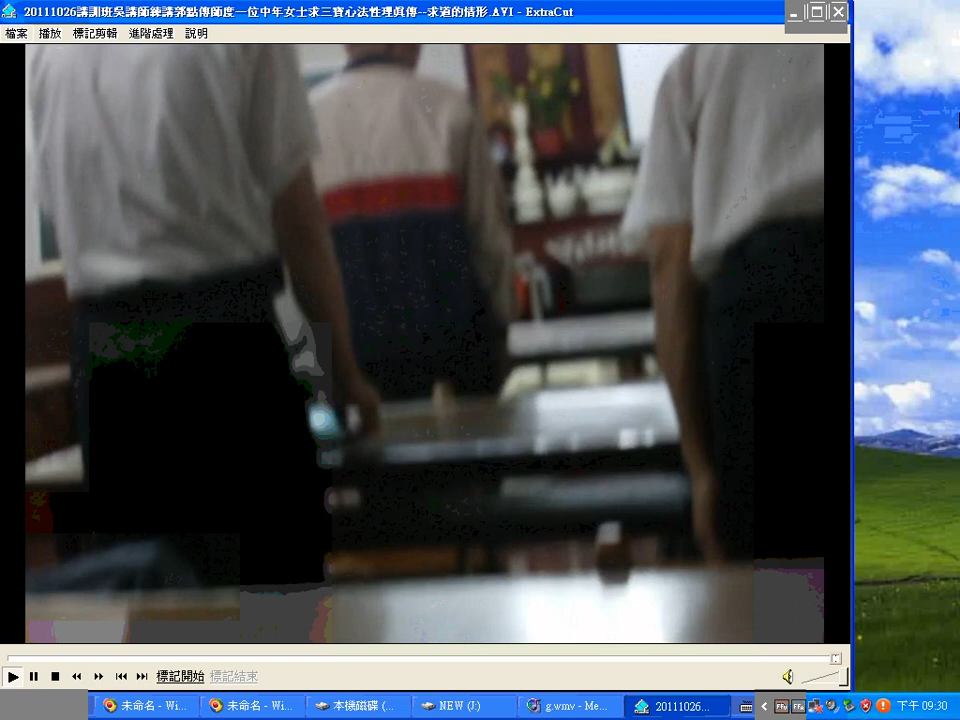 20111026講訓班吳講師錬講郭點傳師度一位中年女士求三寶心法性理真傳--求道的情形.AVI - ExtraCut
檔案 播放 標記剪輯 進階處理 說明
標記開始 標記結束
未命名 - Wi... 未命名 - Wi... 本機磁碟 (... NEW (J:) g.wmv - Me... 20111026... 下午 09:30